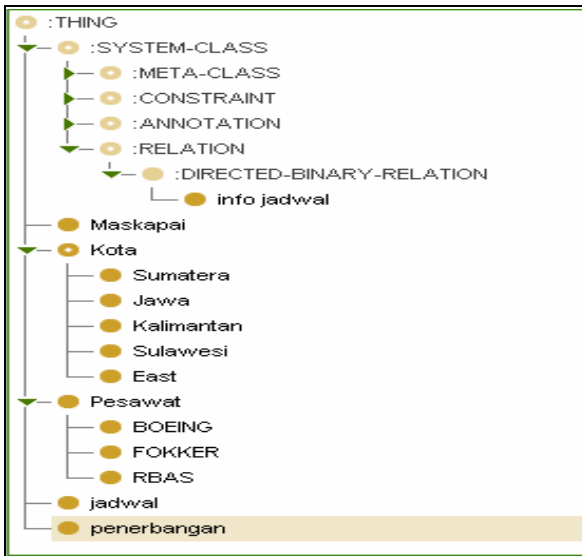 :THING
:SYSTEM-CLASS
:META-CLASS
:CONSTRAINT
:ANNOTATION
:RELATION
:DIRECTED-BINARY-RELATION
info jadwal
Maskapai
Kota
Sumatera
Jawa
Kalimantan
Sulawesi
East
Pesawat
BOEING
FOKKER
RBAS
jadwal
penerbangan